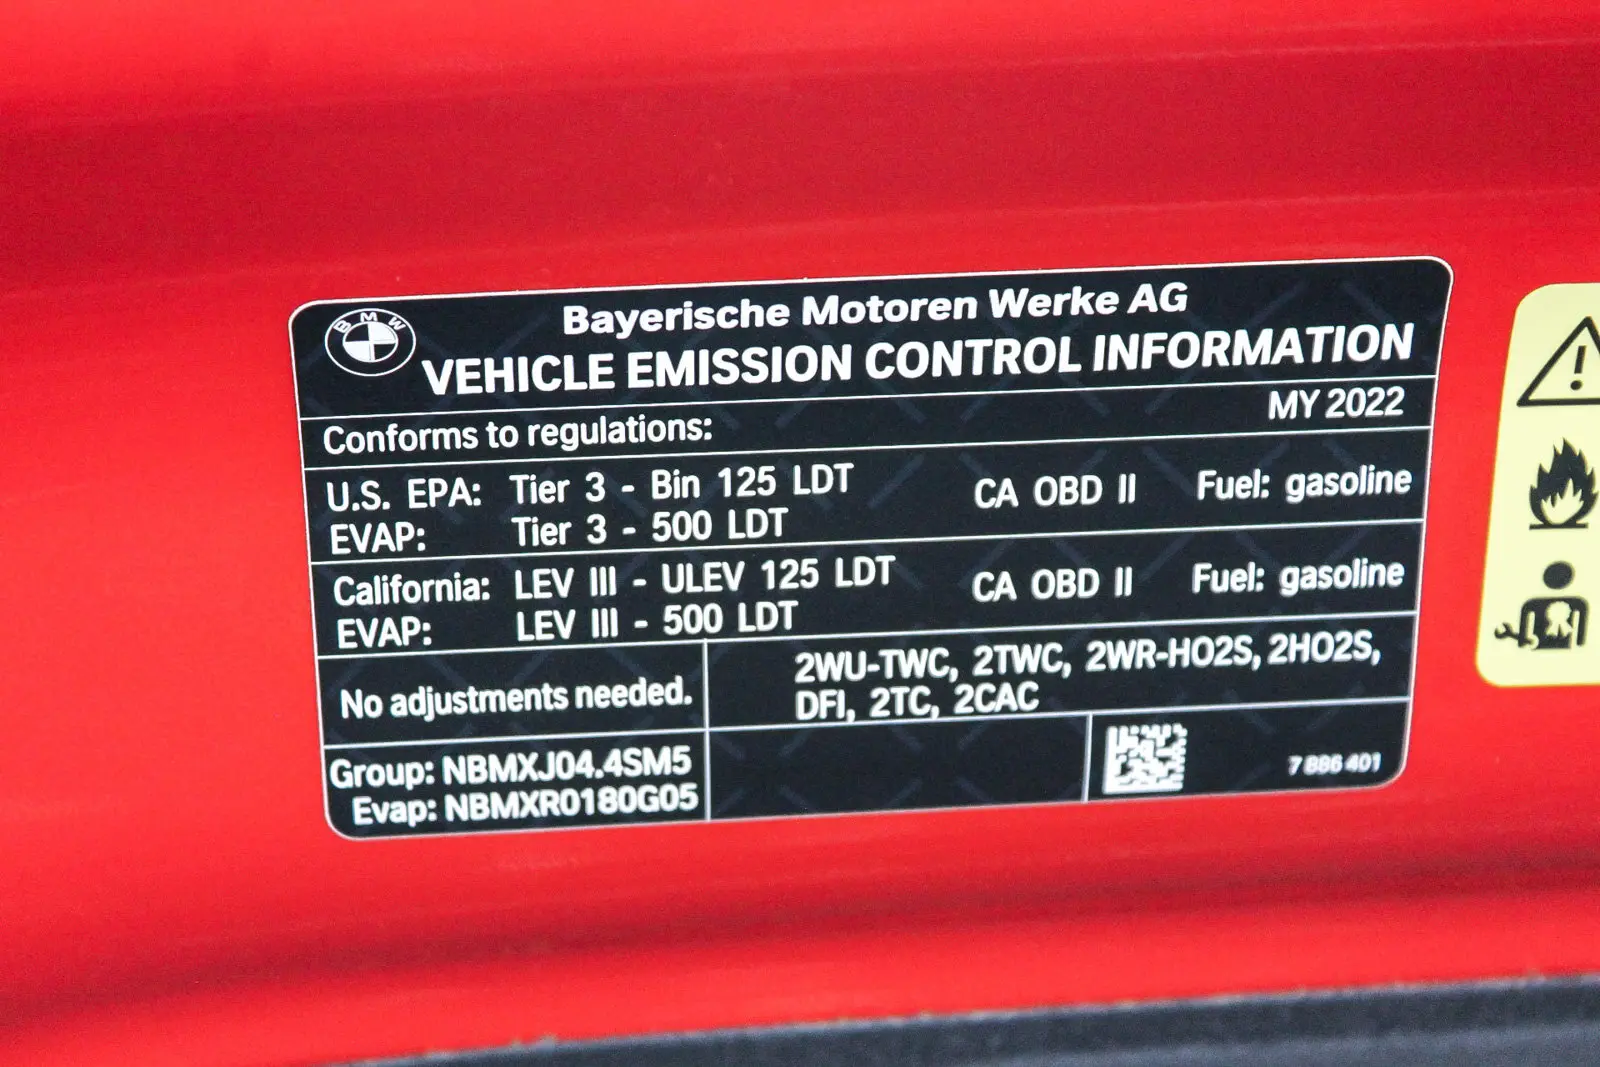 BMW
Bayerische Motoren Werke AG
VEHICLE EMISSION CONTROL INFORMATION
Conforms to regulations: MY 2022
U.S. EPA: Tier 3 - Bin 125 LDT CA OBD II Fuel: gasoline
EVAP: Tier 3 - 500 LDT
California: LEV III - ULEV 125 LDT CA OBD II Fuel: gasoline
EVAP: LEV III - 500 LDT
No adjustments needed.
2WU-TWC, 2TWC, 2WR-HO2S, 2HO2S,
DFI, 2TC, 2CAC
Group: NBMXJ04.4SM5
Evap: NBMXR0180G05
7 886 401